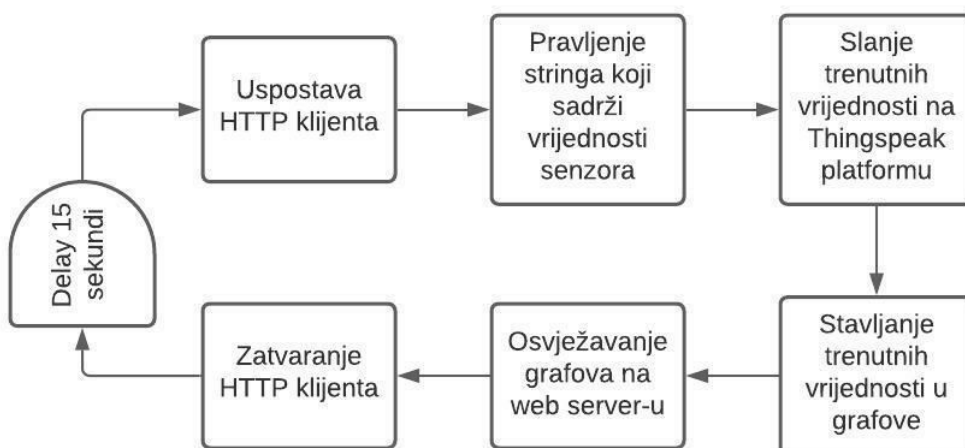 Uspostava
HTTP klijenta
Pravljenje
stringa koji
sadrži
vrijednosti
senzora
Slanje
trenutnih
vrijednosti na
Thingspeak
platformu
Stavljanje
trenutnih
vrijednosti u
grafove
Osvježavanje
grafova na
web server-u
Zatvaranje
HTTP klijenta
Delay 15
sekundi